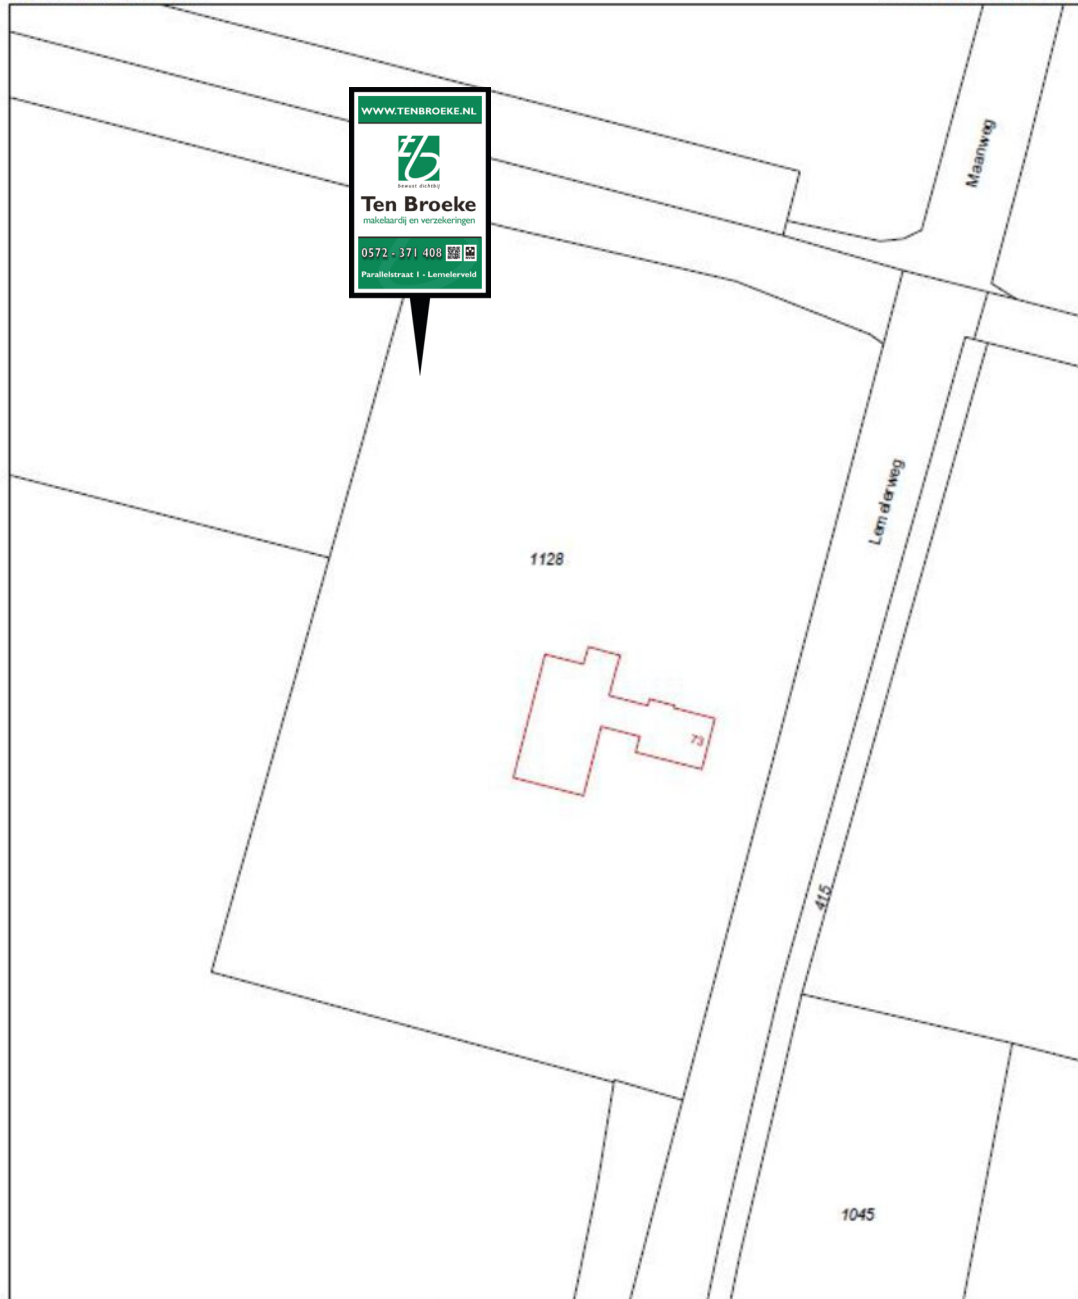 WWW.TENBROEKE.NL
tb
bewust dichtbij
Ten Broeke
makelaardij en verzekeringen
0572 - 371 408
Parallelstraat 1 - Lemelerveld
Maanweg
Lemelerweg
1128
73
415
1045